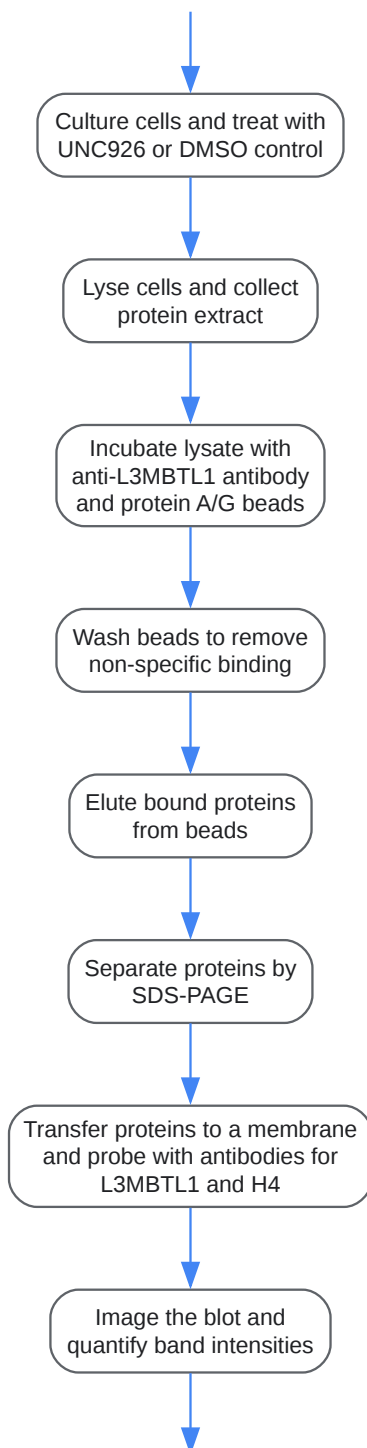 Culture cells and treat with
UNC926 or DMSO control
Lyse cells and collect
protein extract
Incubate lysate with
anti-L3MBTL1 antibody
and protein A/G beads
Wash beads to remove
non-specific binding
Elute bound proteins
from beads
Separate proteins by
SDS-PAGE
Transfer proteins to a membrane
and probe with antibodies for
L3MBTL1 and H4
Image the blot and
quantify band intensities